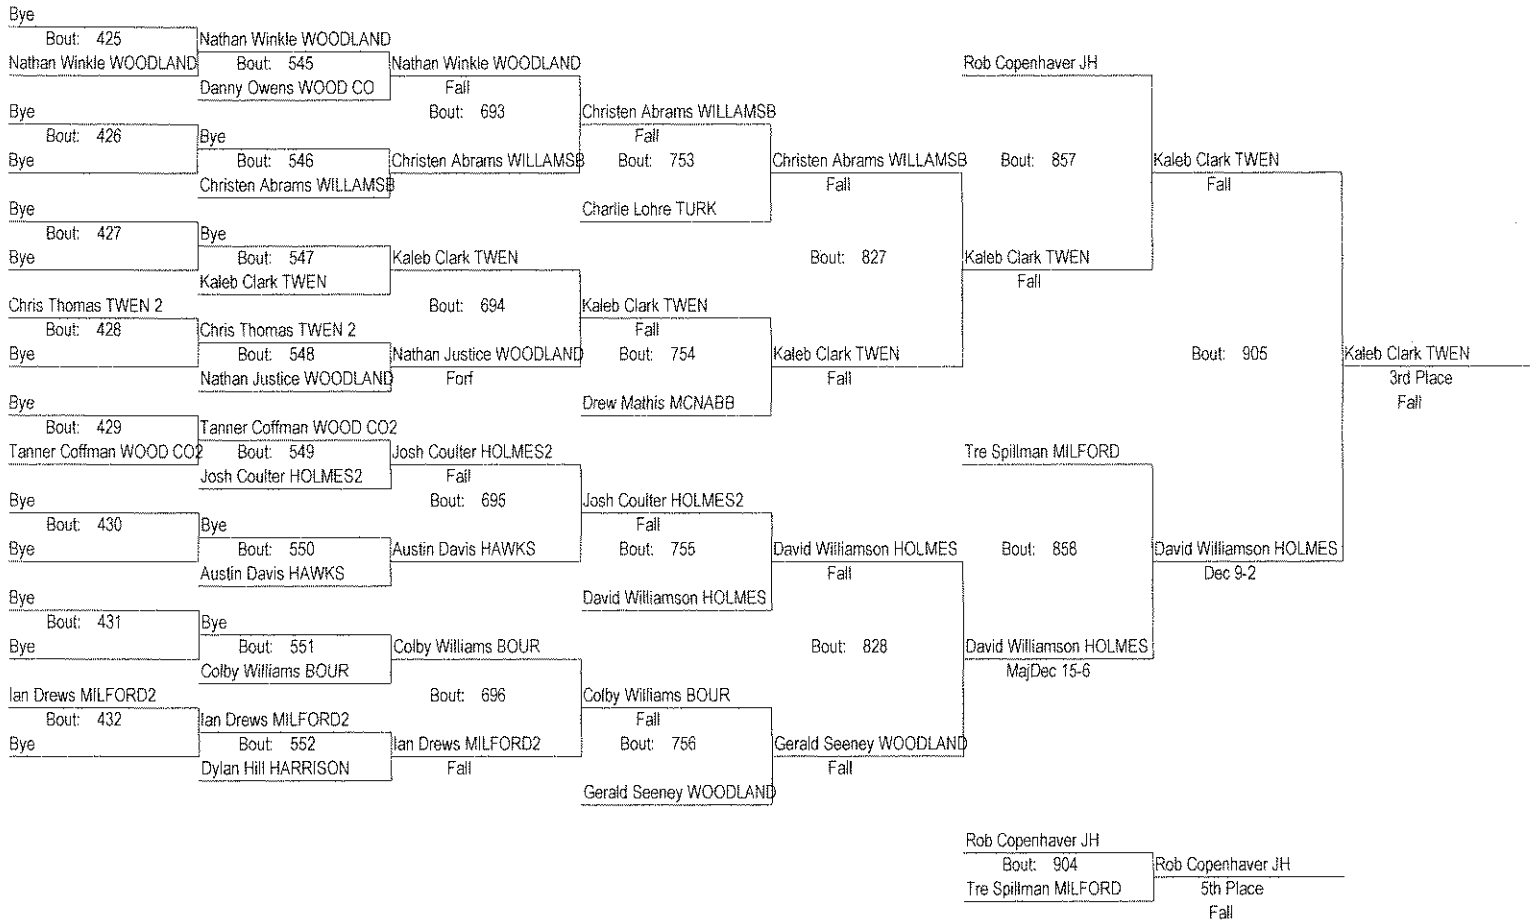 Bye
Bout: 425
Nathan Winkle WOODLAND
Bye
Bout: 426
Bye
Bye
Bout: 427
Bye
Chris Thomas TWEN 2
Bout: 428
Bye
Bye
Bout: 429
Tanner Coffman WOOD CO2
Bye
Bout: 430
Bye
Bye
Bout: 431
Bye
Ian Drews MILFORD2
Bout: 432
Bye
Nathan Winkle WOODLAND
Bout: 545
Danny Owens WOOD CO
Bye
Bout: 546
Christen Abrams WILLAMSB
Bye
Bout: 547
Kaleb Clark TWEN
Chris Thomas TWEN 2
Bout: 548
Nathan Justice WOODLAND
Tanner Coffman WOOD CO2
Bout: 549
Josh Coulter HOLMES2
Bye
Bout: 550
Austin Davis HAWKS
Bye
Bout: 551
Colby Williams BOUR
Ian Drews MILFORD2
Bout: 552
Dylan Hill HARRISON
Nathan Winkle WOODLAND
Fall
Bout: 693
Christen Abrams WILLAMSB
Kaleb Clark TWEN
Bout: 694
Nathan Justice WOODLAND
Forf
Josh Coulter HOLMES2
Fall
Bout: 695
Austin Davis HAWKS
Colby Williams BOUR
Bout: 696
Ian Drews MILFORD2
Fall
Christen Abrams WILLAMSB
Fall
Bout: 753
Charlie Lohre TURK
Kaleb Clark TWEN
Fall
Bout: 754
Drew Mathis MCNABB
Josh Coulter HOLMES2
Fall
Bout: 755
David Williamson HOLMES
Colby Williams BOUR
Fall
Bout: 756
Gerald Seeney WOODLAND
Christen Abrams WILLAMSB
Fall
Bout: 827
Kaleb Clark TWEN
Fall
David Williamson HOLMES
Fall
Bout: 828
Gerald Seeney WOODLAND
Fall
Rob Copenhaver JH
Bout: 857
Kaleb Clark TWEN
Fall
Tre Spillman MILFORD
Bout: 858
David Williamson HOLMES
MajDec 15-6
Kaleb Clark TWEN
Fall
Bout: 905
David Williamson HOLMES
Dec 9-2
Kaleb Clark TWEN
3rd Place
Fall
Rob Copenhaver JH
Bout: 904
Tre Spillman MILFORD
Rob Copenhaver JH
5th Place
Fall